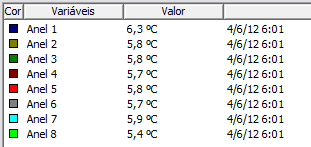 Cor Variáveis Valor
Anel 1 6,3 ºC 4/6/12 6:01
Anel 2 5,8 ºC 4/6/12 6:01
Anel 3 5,8 ºC 4/6/12 6:01
Anel 4 5,7 ºC 4/6/12 6:01
Anel 5 5,8 ºC 4/6/12 6:01
Anel 6 5,7 ºC 4/6/12 6:01
Anel 7 5,9 ºC 4/6/12 6:01
Anel 8 5,4 ºC 4/6/12 6:01